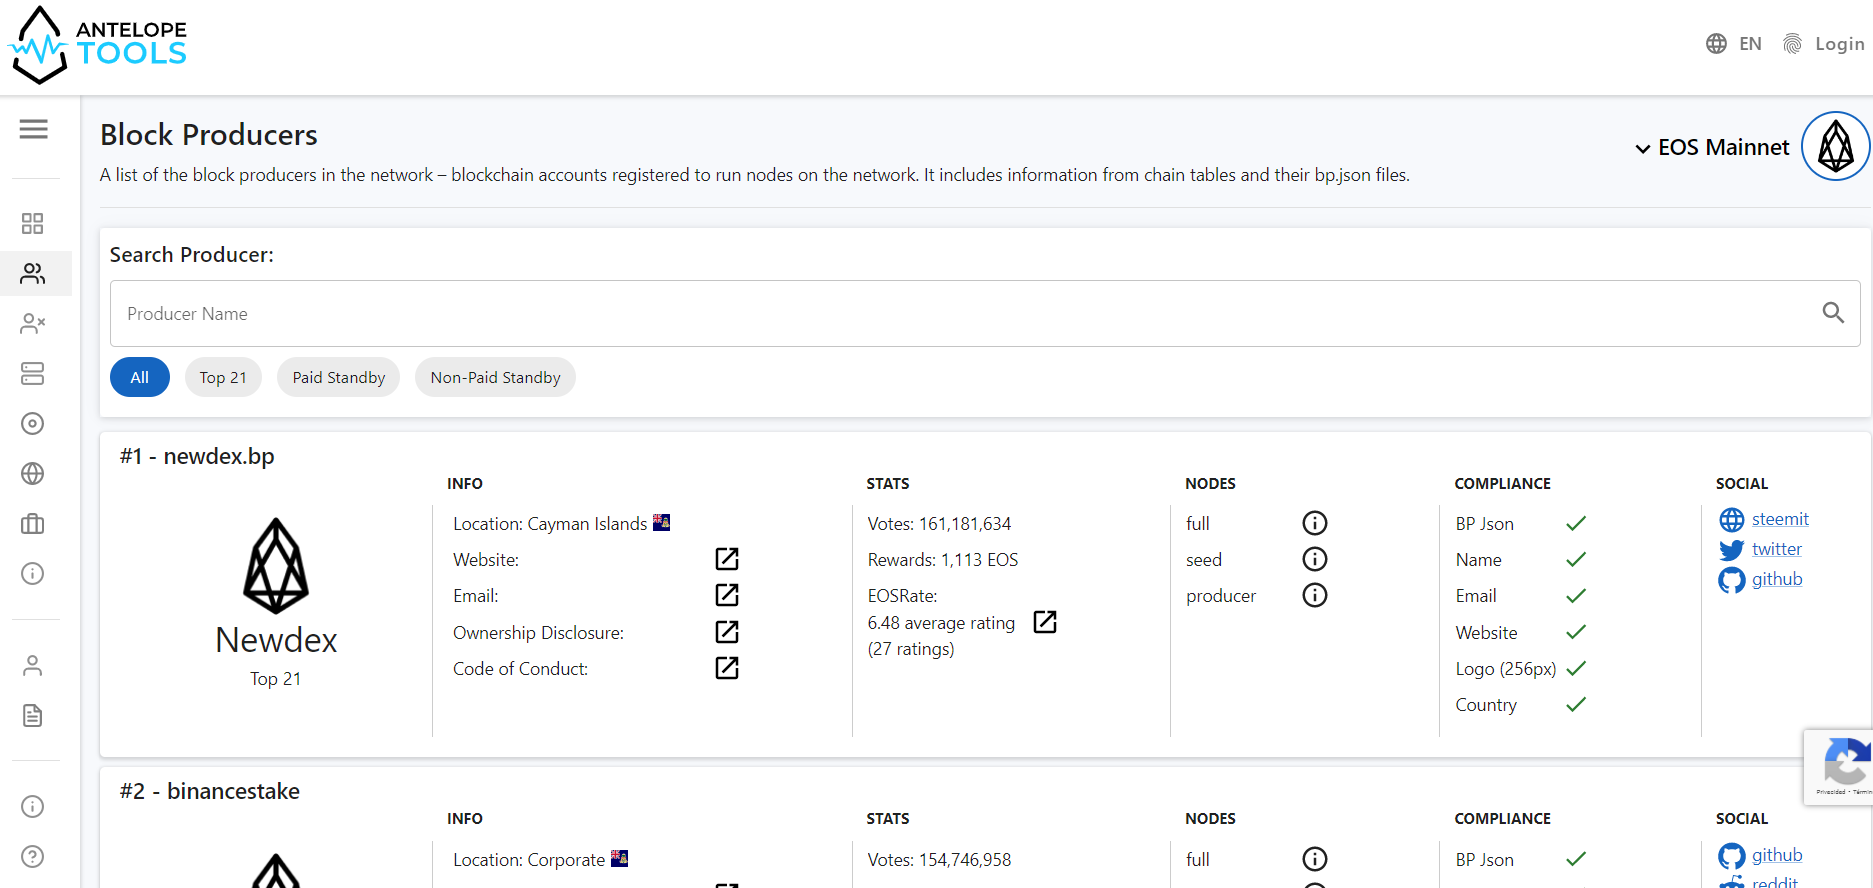 ANTELOPE
TOOLS
EN
Login
Block Producers
A list of the block producers in the network – blockchain accounts registered to run nodes on the network. It includes information from chain tables and their bp.json files.
EOS Mainnet
Search Producer:
Producer Name
All
Top 21
Paid Standby
Non-Paid Standby
#1 - newdex.bp
Newdex
Top 21
INFO
Location: Cayman Islands
Website:
Email:
Ownership Disclosure:
Code of Conduct:
STATS
Votes: 161,181,634
Rewards: 1,113 EOS
EOSRate:
6.48 average rating
(27 ratings)
NODES
full
seed
producer
COMPLIANCE
BP Json
Name
Email
Website
Logo (256px)
Country
SOCIAL
steemit
twitter
github
Privacidad - Términ
#2 - binancestake
INFO
Location: Corporate
STATS
Votes: 154,746,958
NODES
full
COMPLIANCE
BP Json
SOCIAL
github
reddit